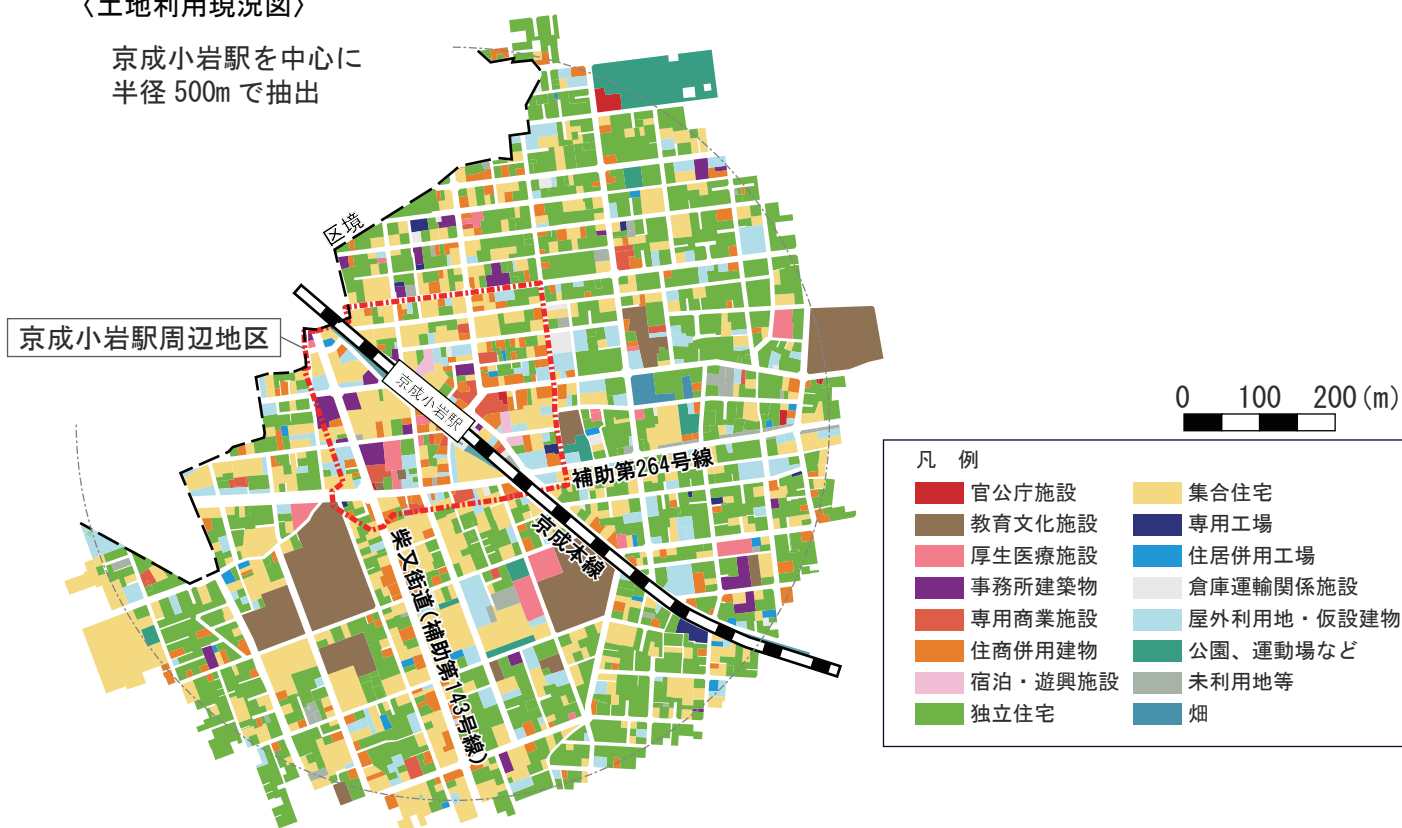 〈土地利用現況図〉
京成小岩駅を中心に
半径 500m で抽出
区境
京成小岩駅周辺地区
京成小岩駅
補助第264号線
京成本線
柴又街道(補助第143号線)
0 100 200(m)
凡 例
官公庁施設
教育文化施設
厚生医療施設
事務所建築物
専用商業施設
住商併用建物
宿泊・遊興施設
独立住宅
集合住宅
専用工場
住居併用工場
倉庫運輸関係施設
屋外利用地・仮設建物
公園、運動場など
未利用地等
畑